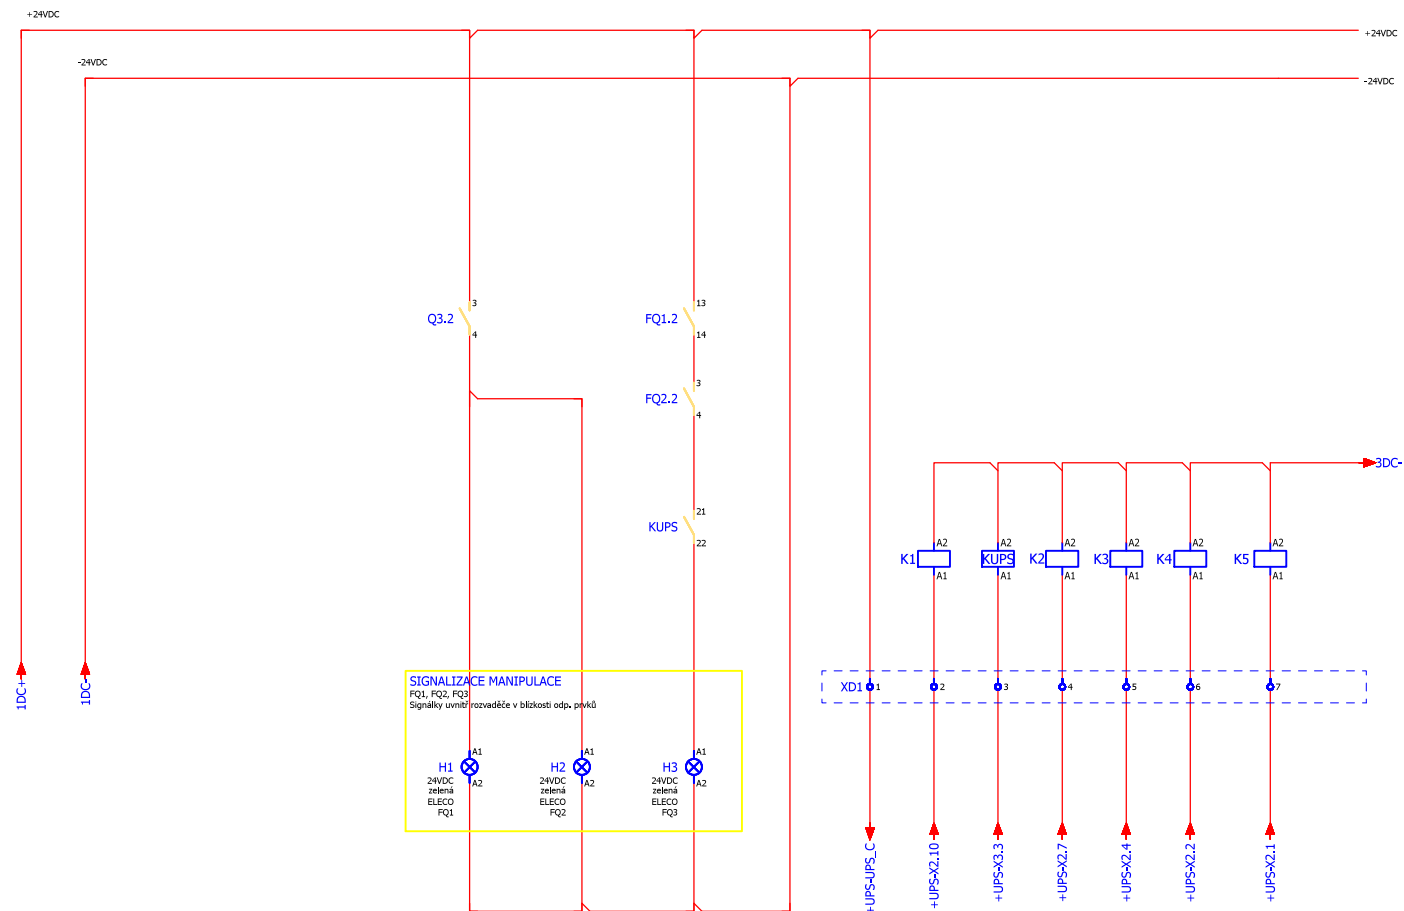 +24VDC
+24VDC
-24VDC
-24VDC
3
Q3.2
4
13
FQ1.2
14
3
FQ2.2
4
21
KUPS
22
3DC-
A2
A2
A2
A2
A2
A2
K1
KUPS
K2
K3
K4
K5
A1
A1
A1
A1
A1
A1
1DC+
1DC-
SIGNALIZACE MANIPULACE
FQ1, FQ2, FQ3
Signálky uvnitř rozvaděče v blízkosti odp. prvků
XD1
1
2
3
4
5
6
7
A1
H1
A2
24VDC
zelená
ELECO
FQ1
A1
H2
A2
24VDC
zelená
ELECO
FQ2
A1
H3
A2
24VDC
zelená
ELECO
FQ3
+UPS-UPS_C
+UPS-X2.10
+UPS-X3.3
+UPS-X2.7
+UPS-X2.4
+UPS-X2.2
+UPS-X2.1